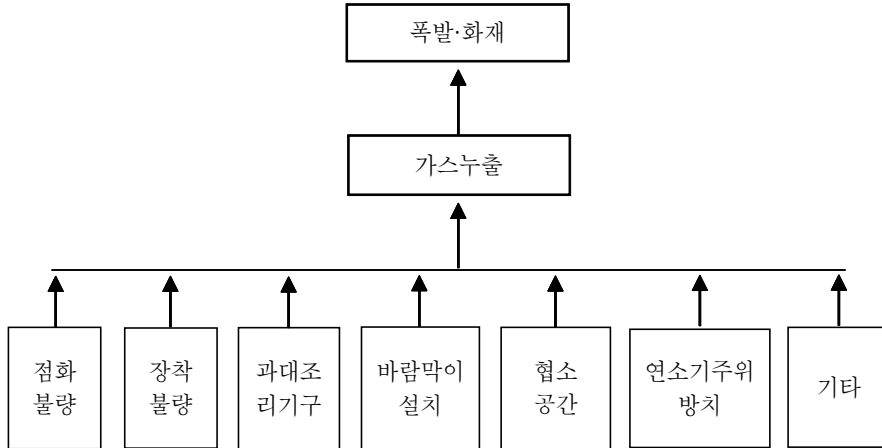 폭발·화재
가스누출
점화
불량
장착
불량
과대조
리기구
바람막이
설치
협소
공간
연소기주위
방치
기타